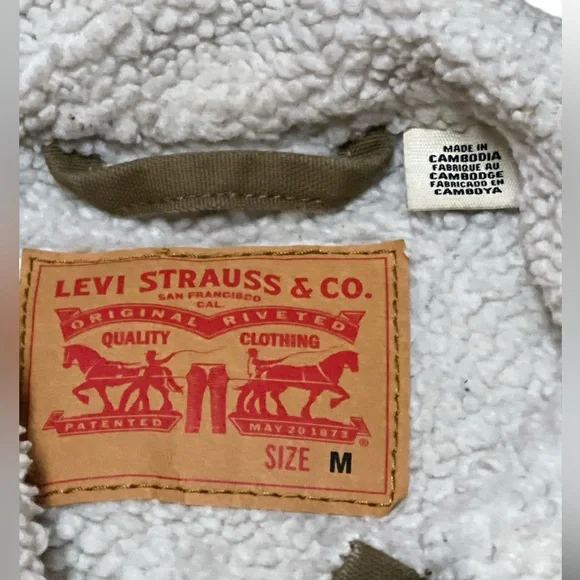 MADE IN
CAMBODIA
FABRIQUE AU
CAMBODGE
FABRICADO EN
CAMBOYA
LEVI STRAUSS & CO.
SAN FRANCISCO
CAL.
ORIGINAL RIVETED
QUALITY CLOTHING
PATENTED MAY 20 1873 ®
SIZE M